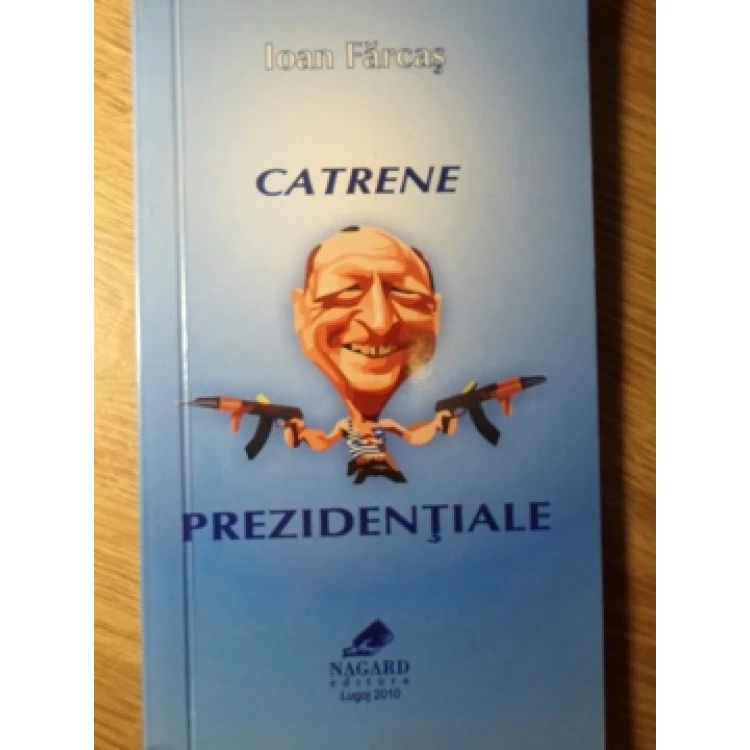 Ioan Fărcaş
CATRENE
PREZIDENŢIALE
NAGARD
editura
Lugoj 2010